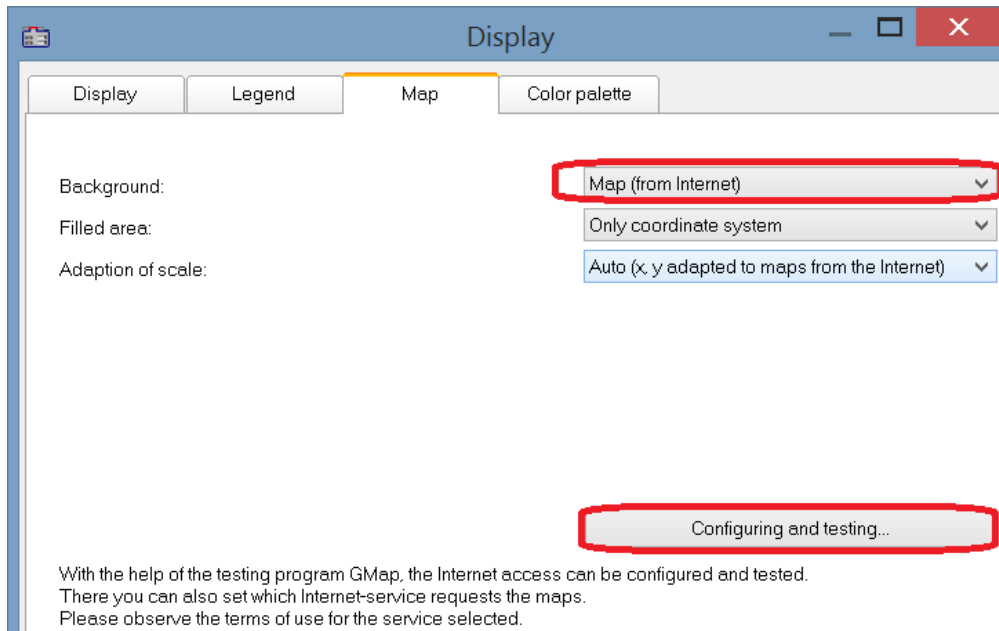 Display
Display Legend Map Color palette
Background: Map (from Internet)
Filled area: Only coordinate system
Adaption of scale: Auto (x, y adapted to maps from the Internet)
Configuring and testing...
With the help of the testing program GMap, the Internet access can be configured and tested.
There you can also set which Internet-service requests the maps.
Please observe the terms of use for the service selected.